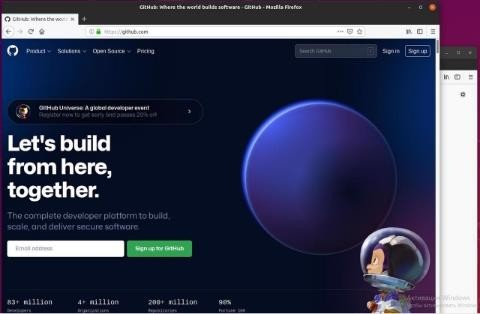 GitHub: Where the world builds software · GitHub - Mozilla Firefox
GitHub: Where the wo
https://github.com
Product
Solutions
Open Source
Pricing
Search GitHub
/
Sign in
Sign up
GitHub Universe: A global developer event
Register now to get early bird passes 20% off!
Let's build
from here,
together.
The complete developer platform to build,
scale, and deliver secure software.
Email address
Sign up for GitHub
83+ million
Developers
4+ million
Organizations
200+ million
Repositories
90%
Fortune 100
Активация Windows
Чтобы активировать Windows